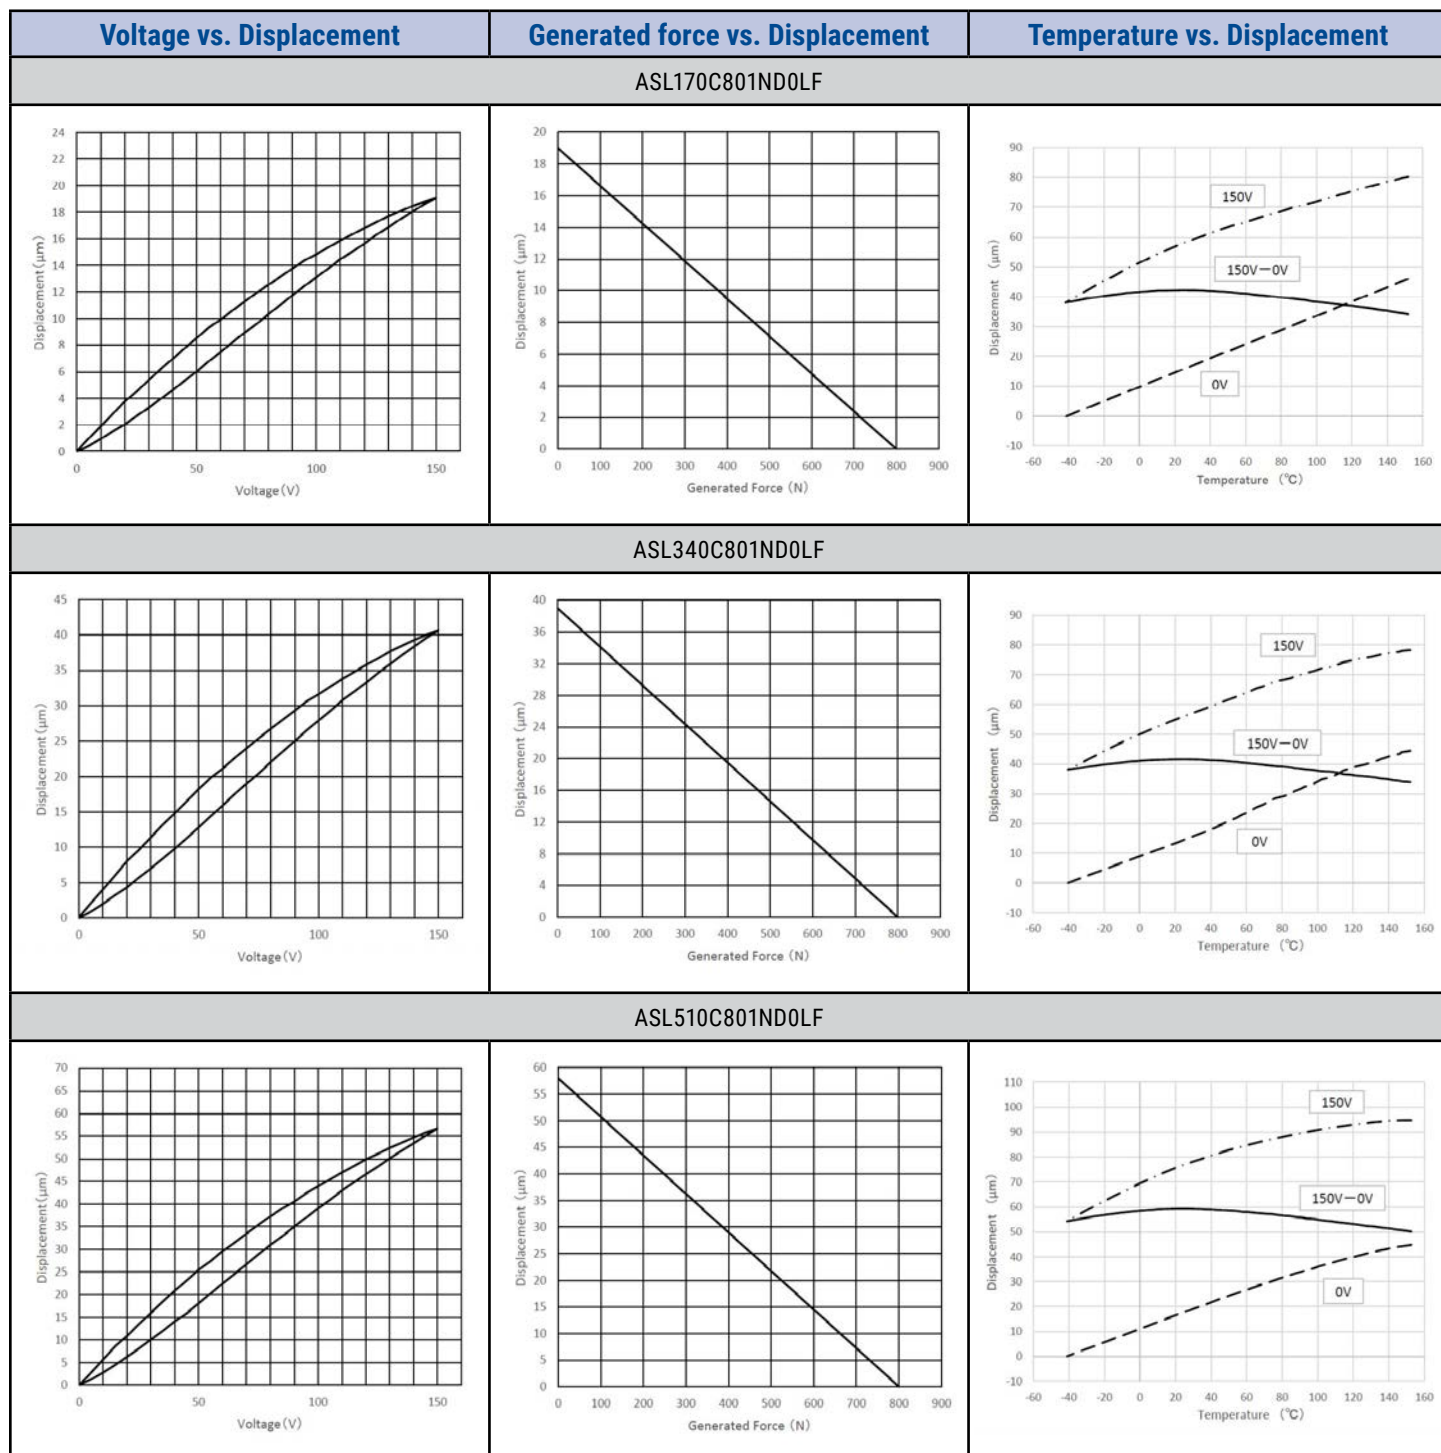 Voltage vs. Displacement
Generated force vs. Displacement
Temperature vs. Displacement
ASL170C801ND0LF
24
22
20
18
16
14
12
10
8
6
4
2
0
Displacement(μm)
0 50 100 150
Voltage(V)
20
18
16
14
12
10
8
6
4
2
0
Displacement (μm)
0 100 200 300 400 500 600 700 800 900
Generated Force (N)
90
80
70
60
50
40
30
20
10
0
-10
Displacement (μm)
150V
150V－0V
0V
-60 -40 -20 0 20 40 60 80 100 120 140 160
Temperature (℃)
ASL340C801ND0LF
45
40
35
30
25
20
15
10
5
0
Displacement(μm)
0 50 100 150
Voltage(V)
40
36
32
28
24
20
16
12
8
4
0
Displacement (μm)
0 100 200 300 400 500 600 700 800 900
Generated Force (N)
90
80
70
60
50
40
30
20
10
0
-10
Displacement (μm)
150V
150V－0V
0V
-60 -40 -20 0 20 40 60 80 100 120 140 160
Temperature (℃)
ASL510C801ND0LF
70
65
60
55
50
45
40
35
30
25
20
15
10
5
0
Displacement(μm)
0 50 100 150
Voltage(V)
60
55
50
45
40
35
30
25
20
15
10
5
0
Displacement (μm)
0 100 200 300 400 500 600 700 800 900
Generated Force (N)
110
100
90
80
70
60
50
40
30
20
10
0
-10
Displacement (μm)
150V
150V－0V
0V
-60 -40 -20 0 20 40 60 80 100 120 140 160
Temperature (℃)